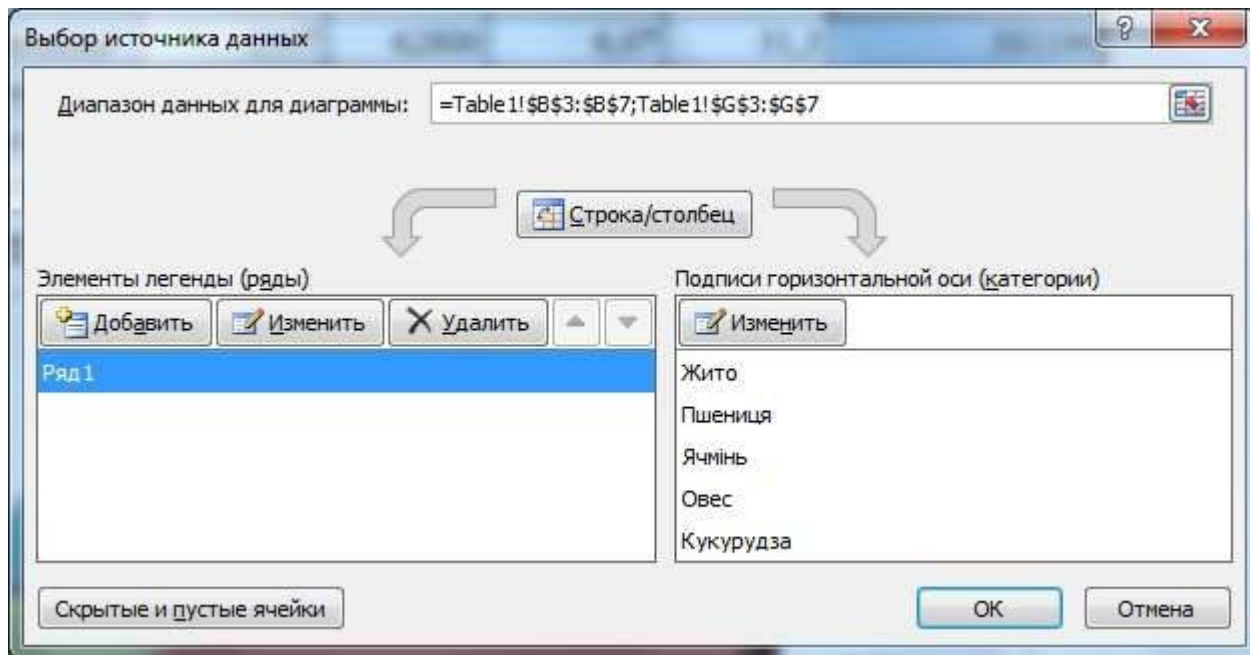 Выбор источника данных
Диапазон данных для диаграммы: =Table1!$B$3:$B$7;Table1!$G$3:$G$7
Строка/столбец
Элементы легенды (ряды)
Добавить Изменить Удалить
Ряд1
Подписи горизонтальной оси (категории)
Изменить
Жито
Пшениця
Ячмінь
Овес
Кукурудза
Скрытые и пустые ячейки
OK Отмена